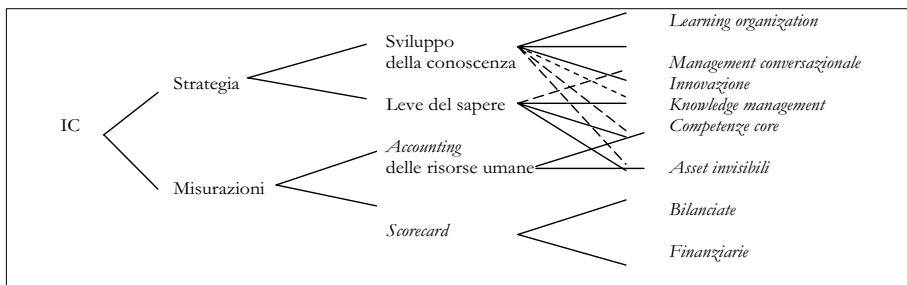 IC
Strategia
Misurazioni
Sviluppo
della conoscenza
Leve del sapere
Accounting
delle risorse umane
Scorecard
Learning organization
Management conversazionale
Innovazione
Knowledge management
Competenze core
Asset invisibili
Bilanciate
Finanziarie